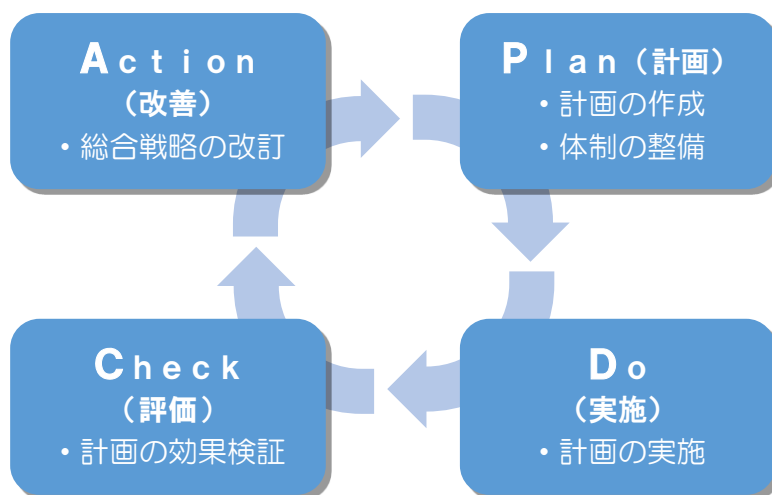 Action
（改善）
・総合戦略の改訂
Plan（計画）
・計画の作成
・体制の整備
Check
（評価）
・計画の効果検証
Do
（実施）
・計画の実施